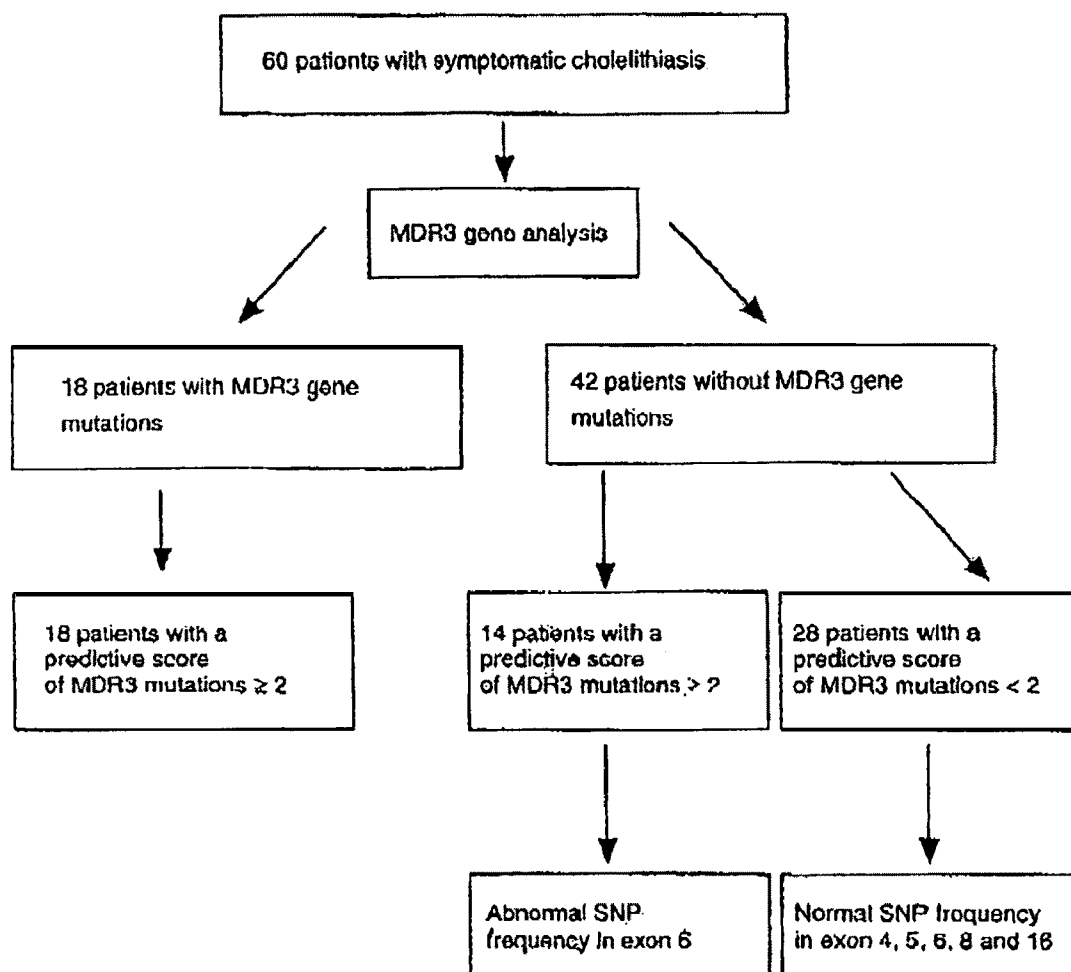 60 patients with symptomatic cholelithiasis
MDR3 gene analysis
18 patients with MDR3 gene
mutations
42 patients without MDR3 gene
mutations
18 patients with a
predictive score
of MDR3 mutations ≥ 2
14 patients with a
predictive score
of MDR3 mutations ≥ 2
28 patients with a
predictive score
of MDR3 mutations < 2
Abnormal SNP
frequency in exon 6
Normal SNP frequency
in exon 4, 5, 6, 8 and 16